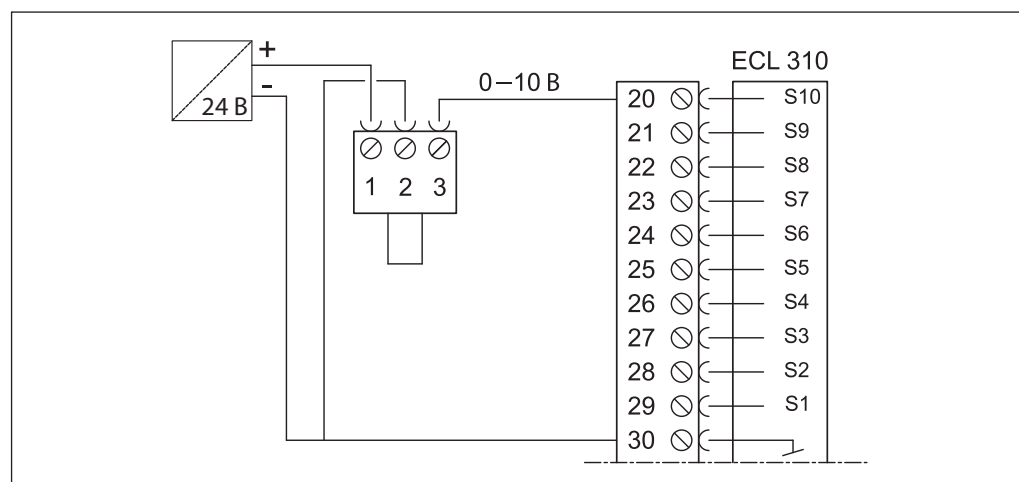 +
-
24 В
0–10 В
ECL 310
1 2 3
20 S10
21 S9
22 S8
23 S7
24 S6
25 S5
26 S4
27 S3
28 S2
29 S1
30